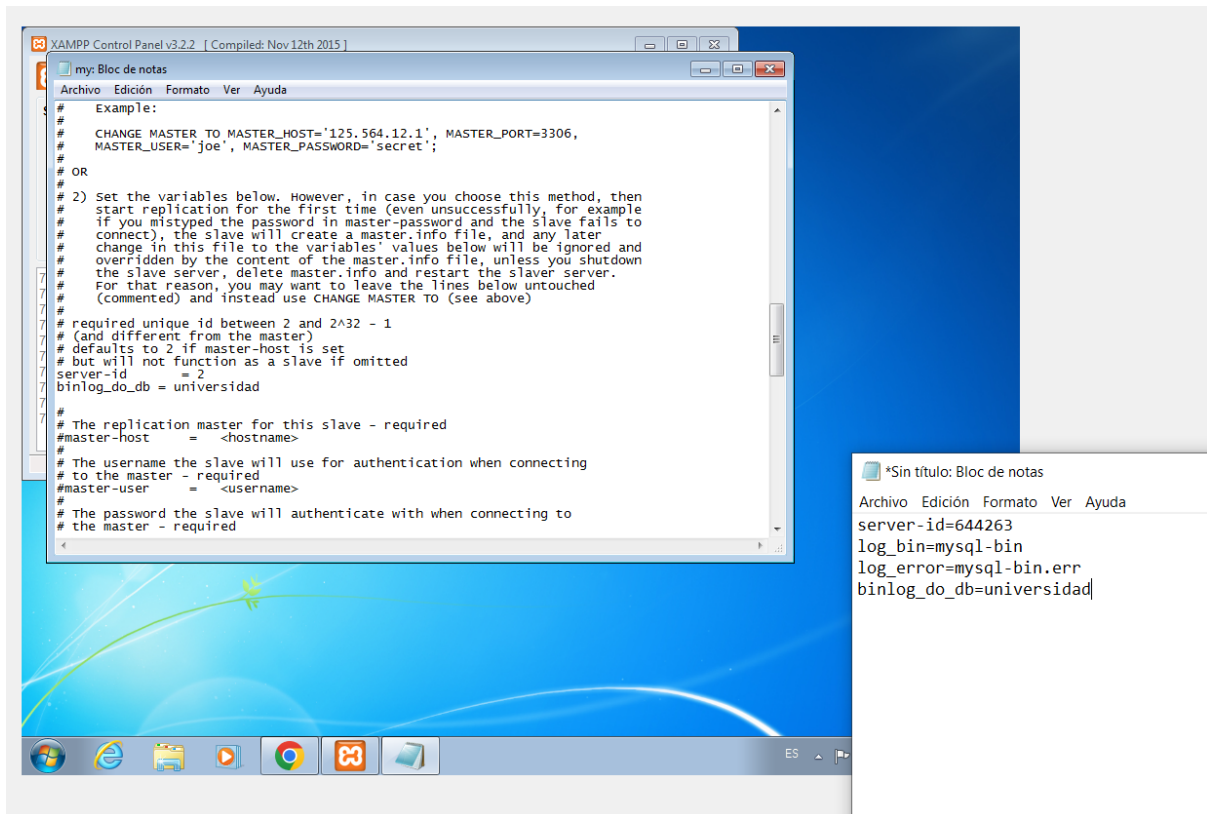 XAMPP Control Panel v3.2.2 [ Compiled: Nov 12th 2015 ]
my: Bloc de notas
Archivo Edición Formato Ver Ayuda
# Example:
#
# CHANGE MASTER TO MASTER_HOST='125.564.12.1', MASTER_PORT=3306,
# MASTER_USER='joe', MASTER_PASSWORD='secret';
#
# OR
#
# 2) Set the variables below. However, in case you choose this method, then
# start replication for the first time (even unsuccessfully, for example
# if you mistyped the password in master-password and the slave fails to
# connect), the slave will create a master.info file, and any later
# change in this file to the variables' values below will be ignored and
# overridden by the content of the master.info file, unless you shutdown
# the slave server, delete master.info and restart the slaver server.
# For that reason, you may want to leave the lines below untouched
# (commented) and instead use CHANGE MASTER TO (see above)
#
# required unique id between 2 and 2^32 - 1
# (and different from the master)
# defaults to 2 if master-host is set
# but will not function as a slave if omitted
server-id = 2
binlog_do_db = universidad
#
# The replication master for this slave - required
#master-host = <hostname>
#
# The username the slave will use for authentication when connecting
# to the master - required
#master-user = <username>
#
# The password the slave will authenticate with when connecting to
# the master - required
*Sin título: Bloc de notas
Archivo Edición Formato Ver Ayuda
server-id=644263
log_bin=mysql-bin
log_error=mysql-bin.err
binlog_do_db=universidad
ES